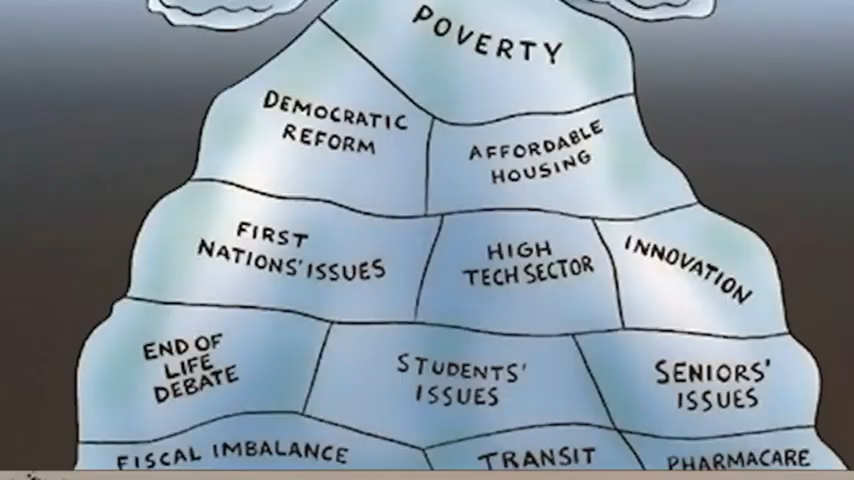 POVERTY
DEMOCRATIC
REFORM
AFFORDABLE
HOUSING
FIRST
NATIONS' ISSUES
HIGH
TECH SECTOR
INNOVATION
END OF
LIFE
DEBATE
STUDENTS'
ISSUES
SENIORS'
ISSUES
FISCAL IMBALANCE
TRANSIT
PHARMACARE